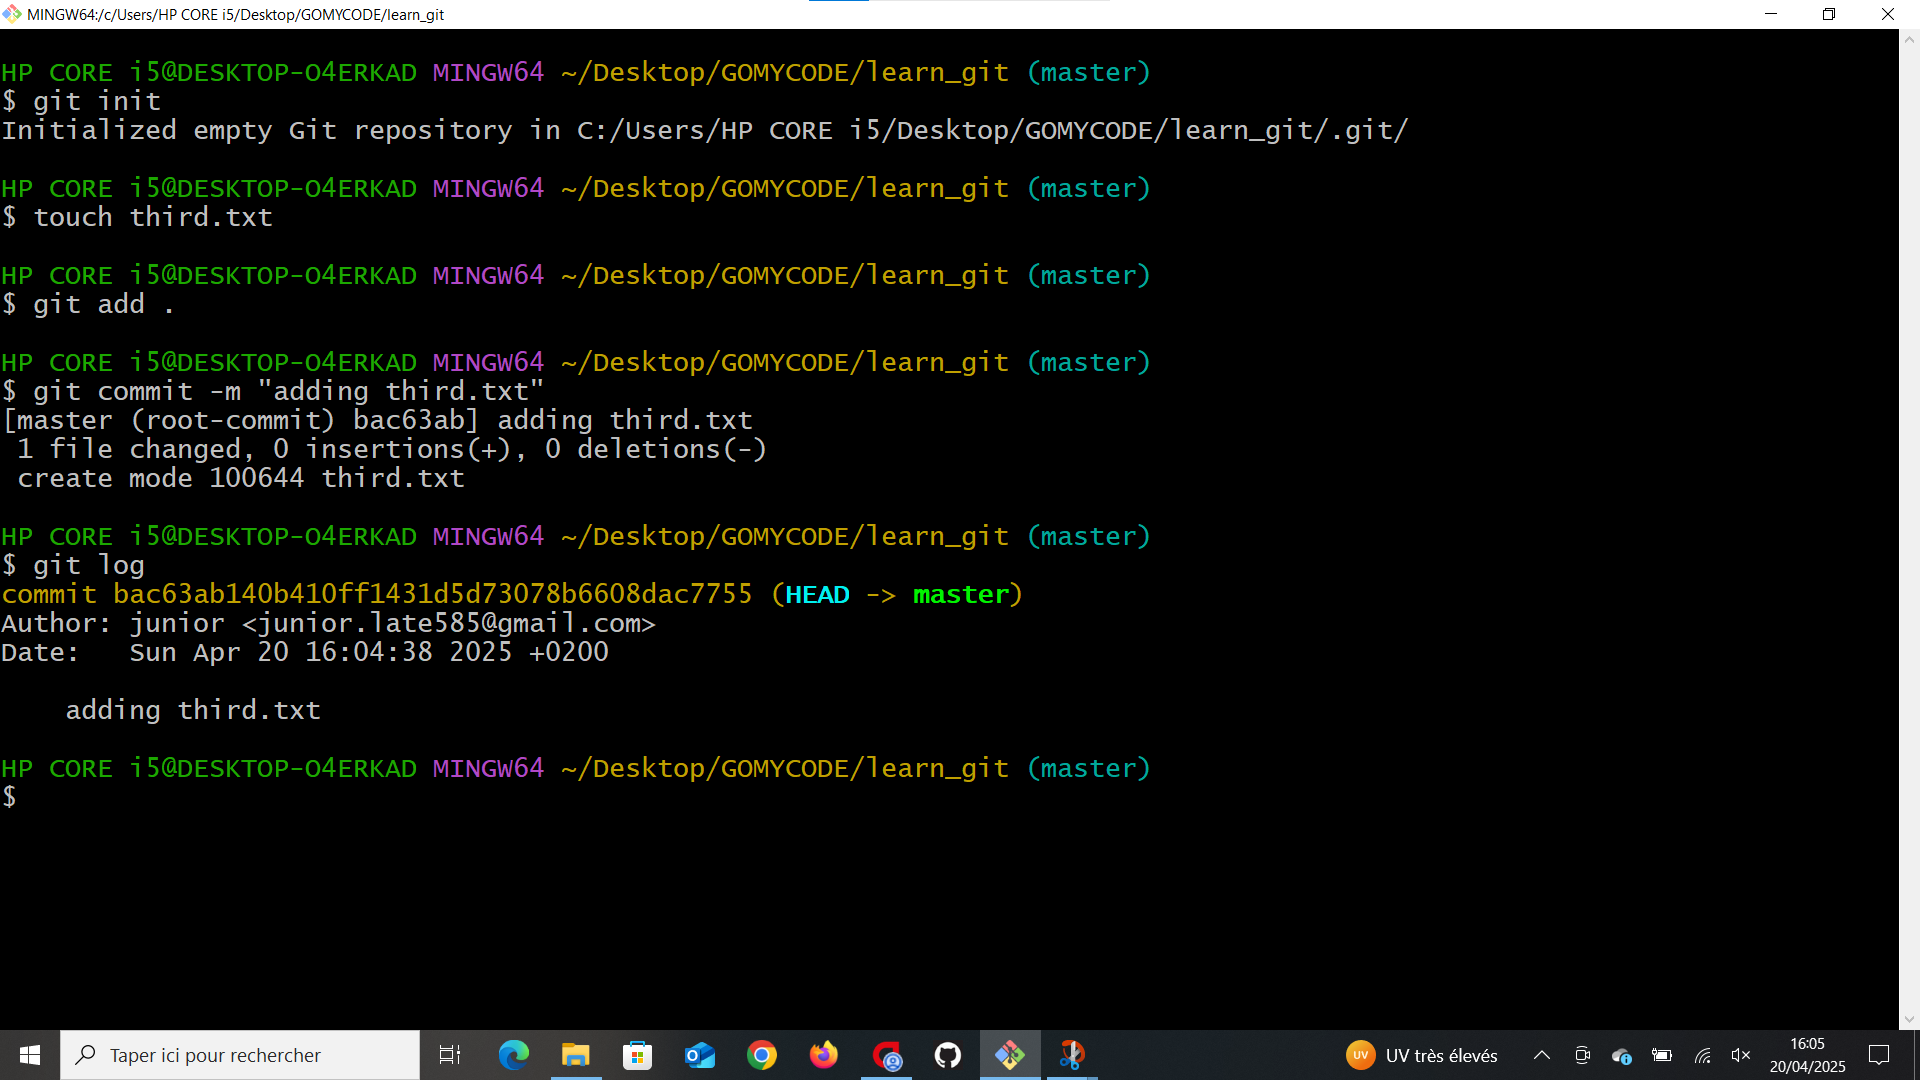 MINGW64:/c/Users/HP CORE i5/Desktop/GOMYCODE/learn_git
HP CORE i5@DESKTOP-O4ERKAD MINGW64 ~/Desktop/GOMYCODE/learn_git (master)
$ git init
Initialized empty Git repository in C:/Users/HP CORE i5/Desktop/GOMYCODE/learn_git/.git/
HP CORE i5@DESKTOP-O4ERKAD MINGW64 ~/Desktop/GOMYCODE/learn_git (master)
$ touch third.txt
HP CORE i5@DESKTOP-O4ERKAD MINGW64 ~/Desktop/GOMYCODE/learn_git (master)
$ git add .
HP CORE i5@DESKTOP-O4ERKAD MINGW64 ~/Desktop/GOMYCODE/learn_git (master)
$ git commit -m "adding third.txt"
[master (root-commit) bac63ab] adding third.txt
 1 file changed, 0 insertions(+), 0 deletions(-)
 create mode 100644 third.txt
HP CORE i5@DESKTOP-O4ERKAD MINGW64 ~/Desktop/GOMYCODE/learn_git (master)
$ git log
commit bac63ab140b410ff1431d5d73078b6608dac7755 (HEAD -> master)
Author: junior <junior.late585@gmail.com>
Date:   Sun Apr 20 16:04:38 2025 +0200
    adding third.txt
HP CORE i5@DESKTOP-O4ERKAD MINGW64 ~/Desktop/GOMYCODE/learn_git (master)
$
Taper ici pour rechercher
UV
UV très élevés
16:05
20/04/2025